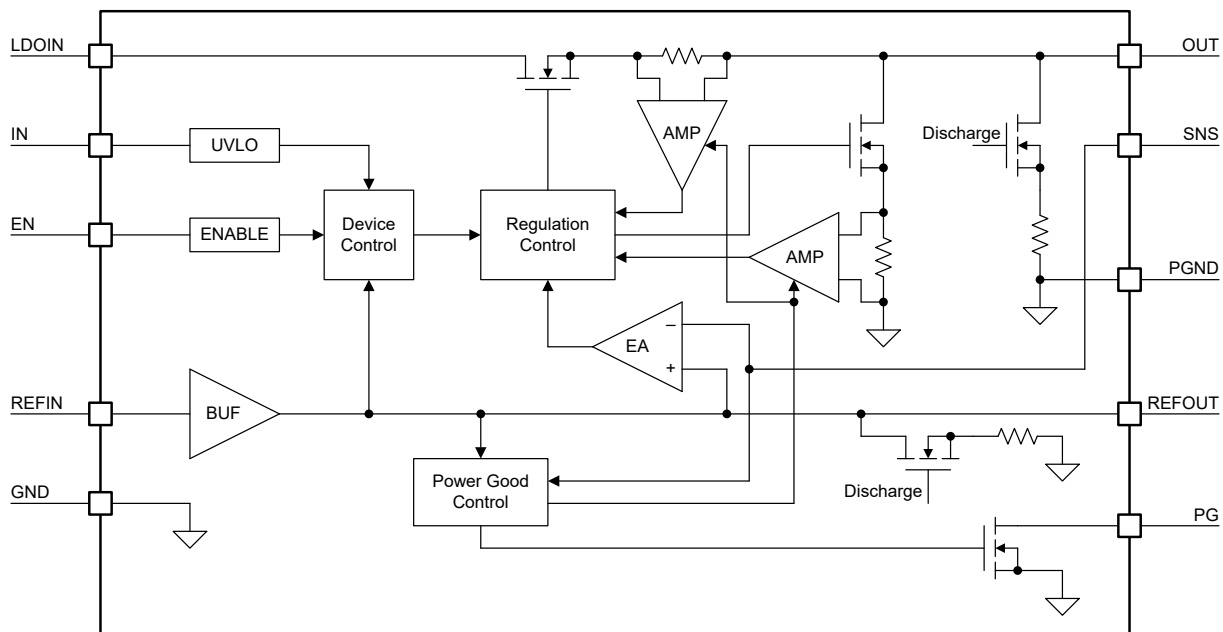 LDOIN
OUT
IN
UVLO
AMP
Discharge
SNS
EN
ENABLE
Device
Control
Regulation
Control
AMP
PGND
EA
−
+
REFIN
BUF
REFOUT
GND
Power Good
Control
Discharge
PG